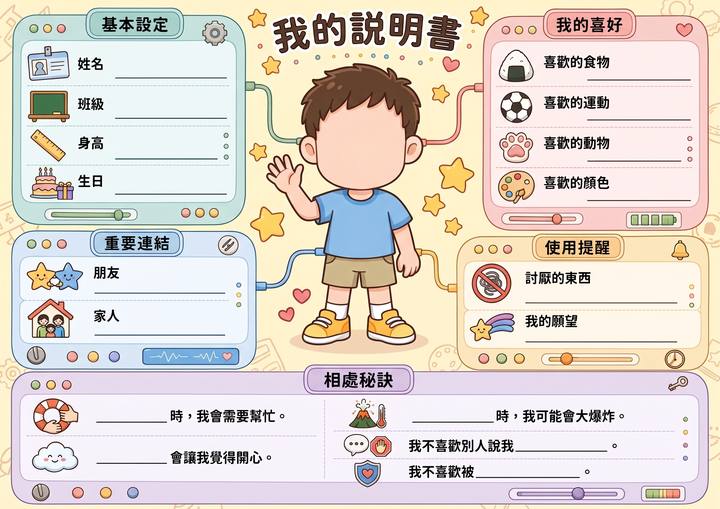 我的說明書
基本設定
姓名
班級
身高
生日
我的喜好
喜歡的食物
喜歡的運動
喜歡的動物
喜歡的顏色
重要連結
朋友
家人
使用提醒
討厭的東西
我的願望
相處秘訣
時，我會需要幫忙。
會讓我覺得開心。
時，我可能會大爆炸。
我不喜歡別人說我。
我不喜歡被。